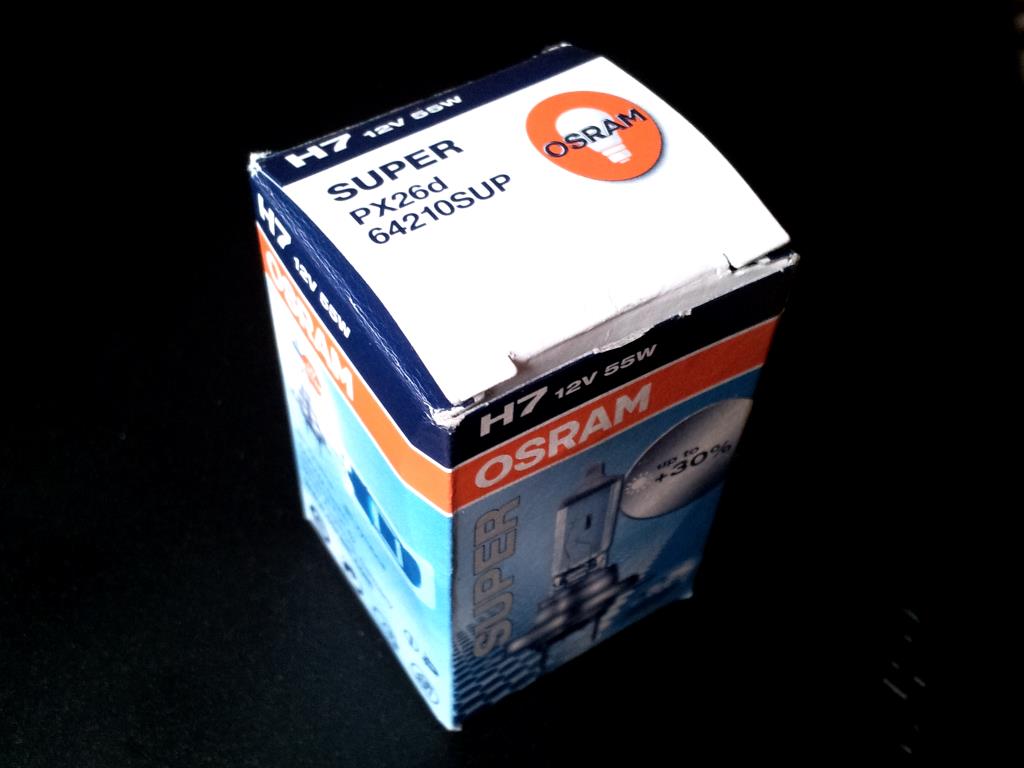 H7 12V 55W
SUPER
PX26d
64210SUP
OSRAM
H7 12V 55W
OSRAM
H7 12V 55W
OSRAM
up to
+30%
SUPER